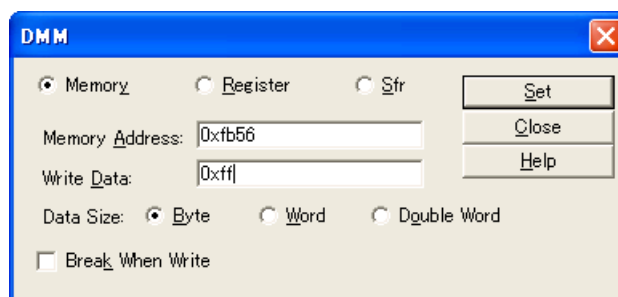 DMM
Memory Register Sfr Set
Memory Address: 0xfb56 Close
Write Data: 0xff Help
Data Size: Byte Word Double Word
Break When Write